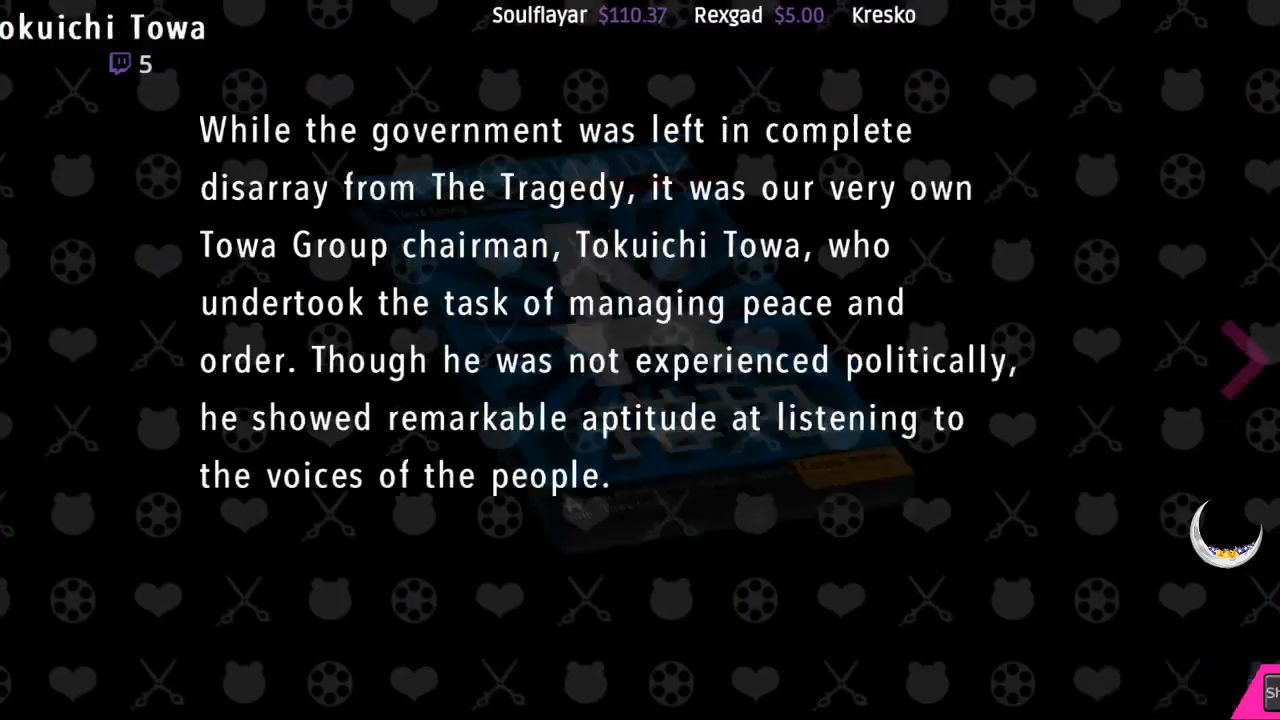 okuichi Towa
Soulflayar $110.37 Rexgad $5.00 Kresko
5
While the government was left in complete
disarray from The Tragedy, it was our very own
Towa Group chairman, Tokuichi Towa, who
undertook the task of managing peace and
order. Though he was not experienced politically,
he showed remarkable aptitude at listening to
the voices of the people.
Sh